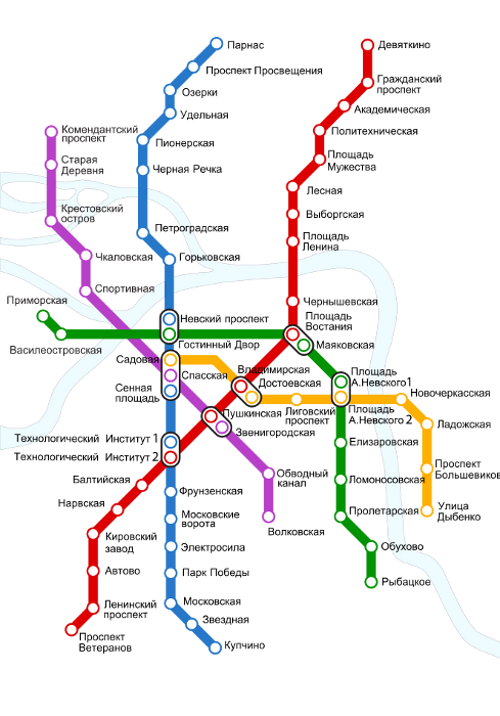 Парнас
Проспект Просвещения
Озерки
Удельная
Пионерская
Черная Речка
Петроградская
Горьковская
Девяткино
Гражданский
проспект
Академическая
Политехническая
Площадь
Мужества
Лесная
Выборгская
Площадь
Ленина
Чернышевская
Площадь
Востания
Маяковская
Комендантский
проспект
Старая
Деревня
Крестовский
остров
Чкаловская
Спортивная
Приморская
Василеостровская
Невский проспект
Гостинный Двор
Садовая
Спасская
Сенная
площадь
Владимирская
Достоевская
Пушкинская
Звенигородская
Лиговский
проспект
Площадь
А.Невского1
Площадь
А.Невского 2
Новочеркасская
Ладожская
Проспект
Большевиков
Улица
Дыбенко
Елизаровская
Ломоносовская
Пролетарская
Обухово
Рыбацкое
Обводный
канал
Волковская
Технологический Институт 1
Технологический Институт 2
Балтийская
Нарвская
Кировский
завод
Автово
Ленинский
проспект
Проспект
Ветеранов
Фрунзенская
Московские
ворота
Электросила
Парк Победы
Московская
Звездная
Купчино